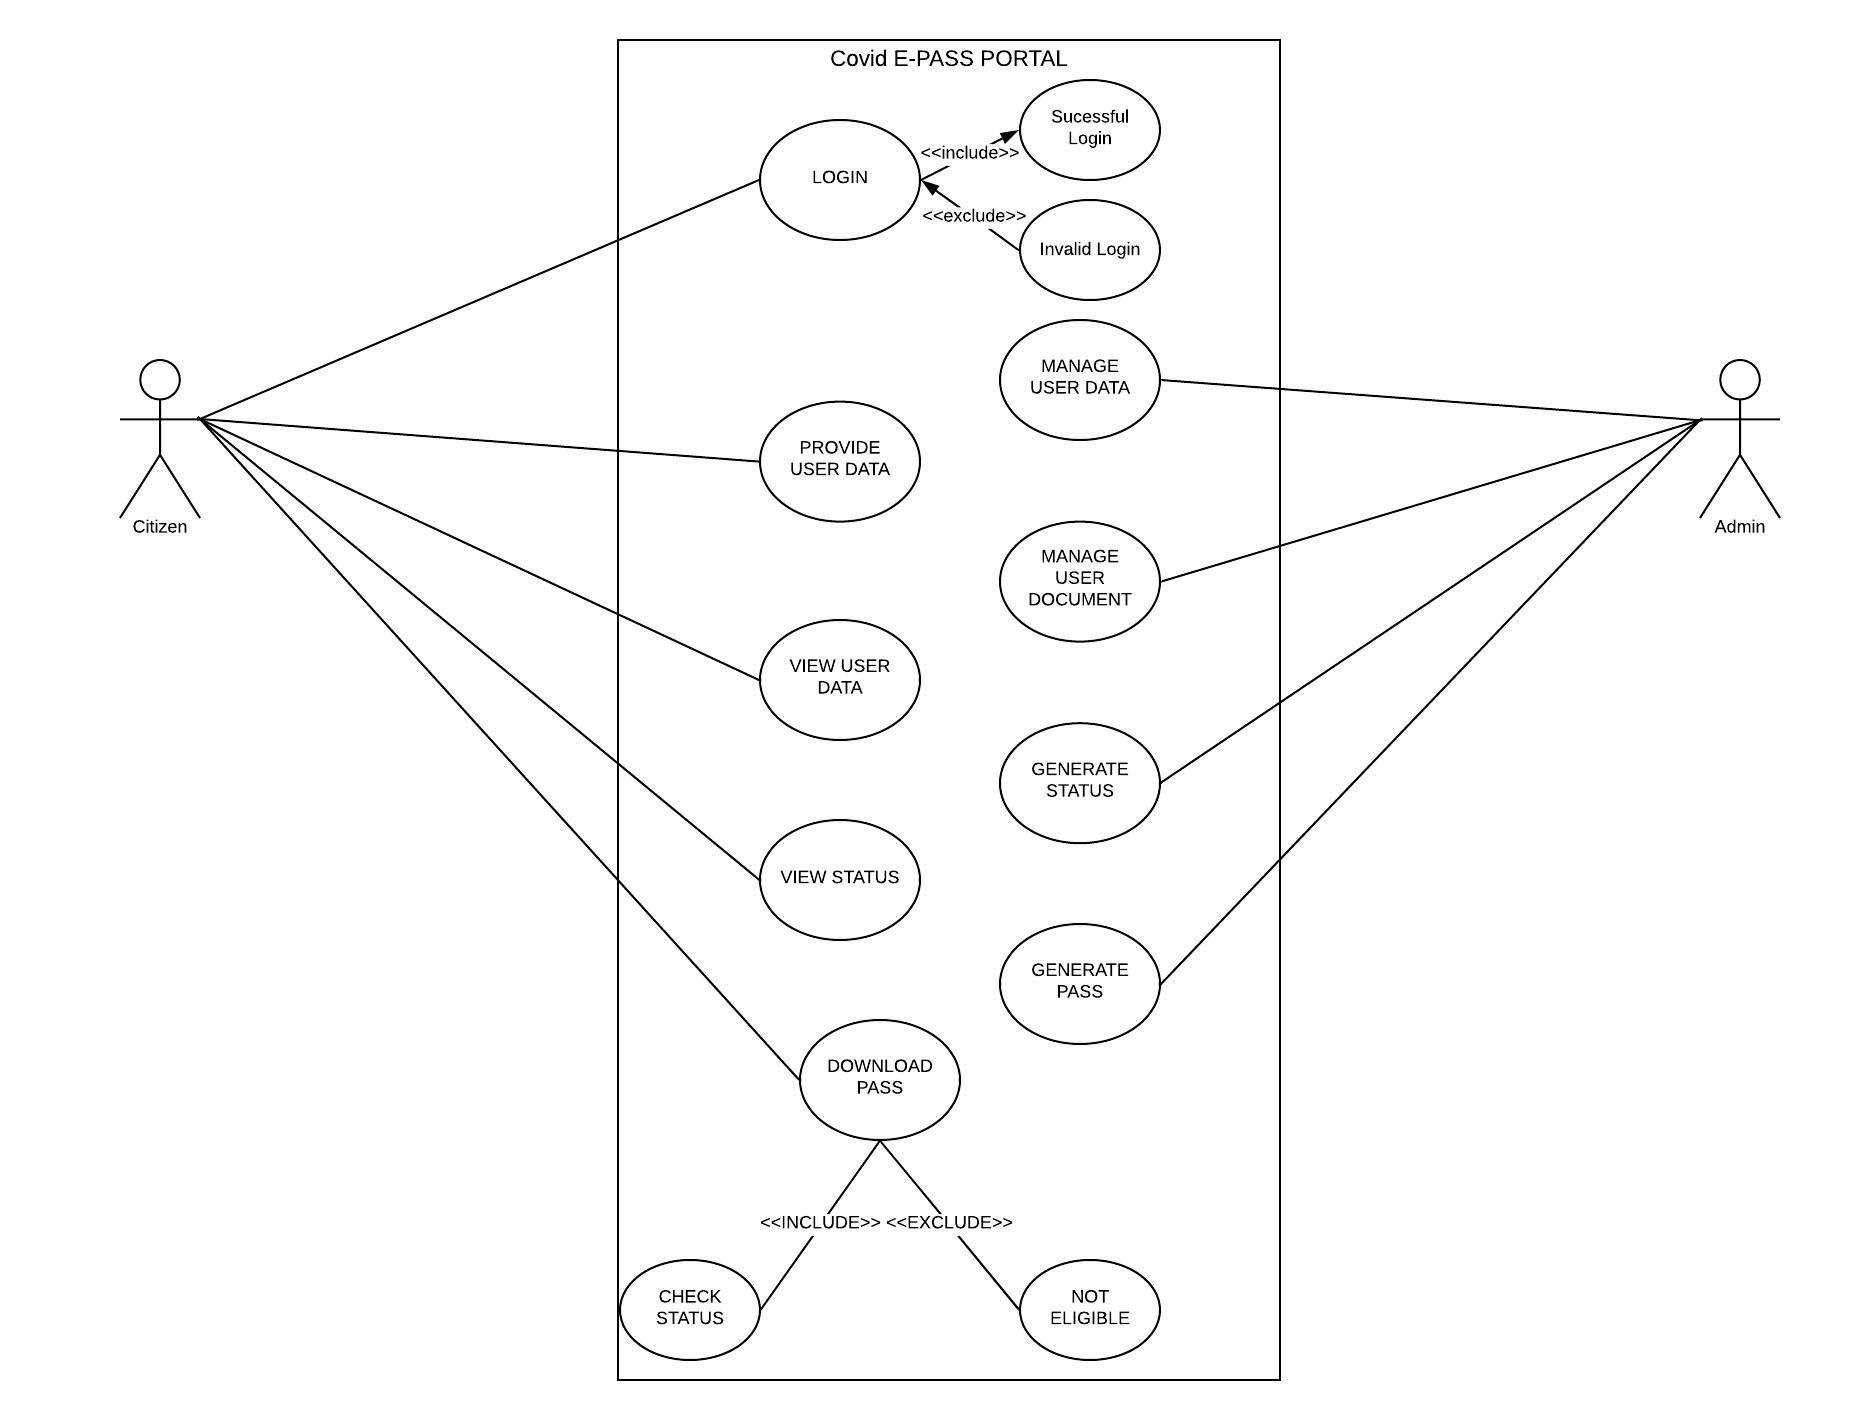 Covid E-PASS PORTAL
Sucessful
Login
<<include>>
LOGIN
<<exclude>>
Invalid Login
MANAGE
USER DATA
PROVIDE
USER DATA
Citizen
Admin
MANAGE
USER
DOCUMENT
VIEW USER
DATA
GENERATE
STATUS
VIEW STATUS
GENERATE
PASS
DOWNLOAD
PASS
<<INCLUDE>>
<<EXCLUDE>>
CHECK
STATUS
NOT
ELIGIBLE